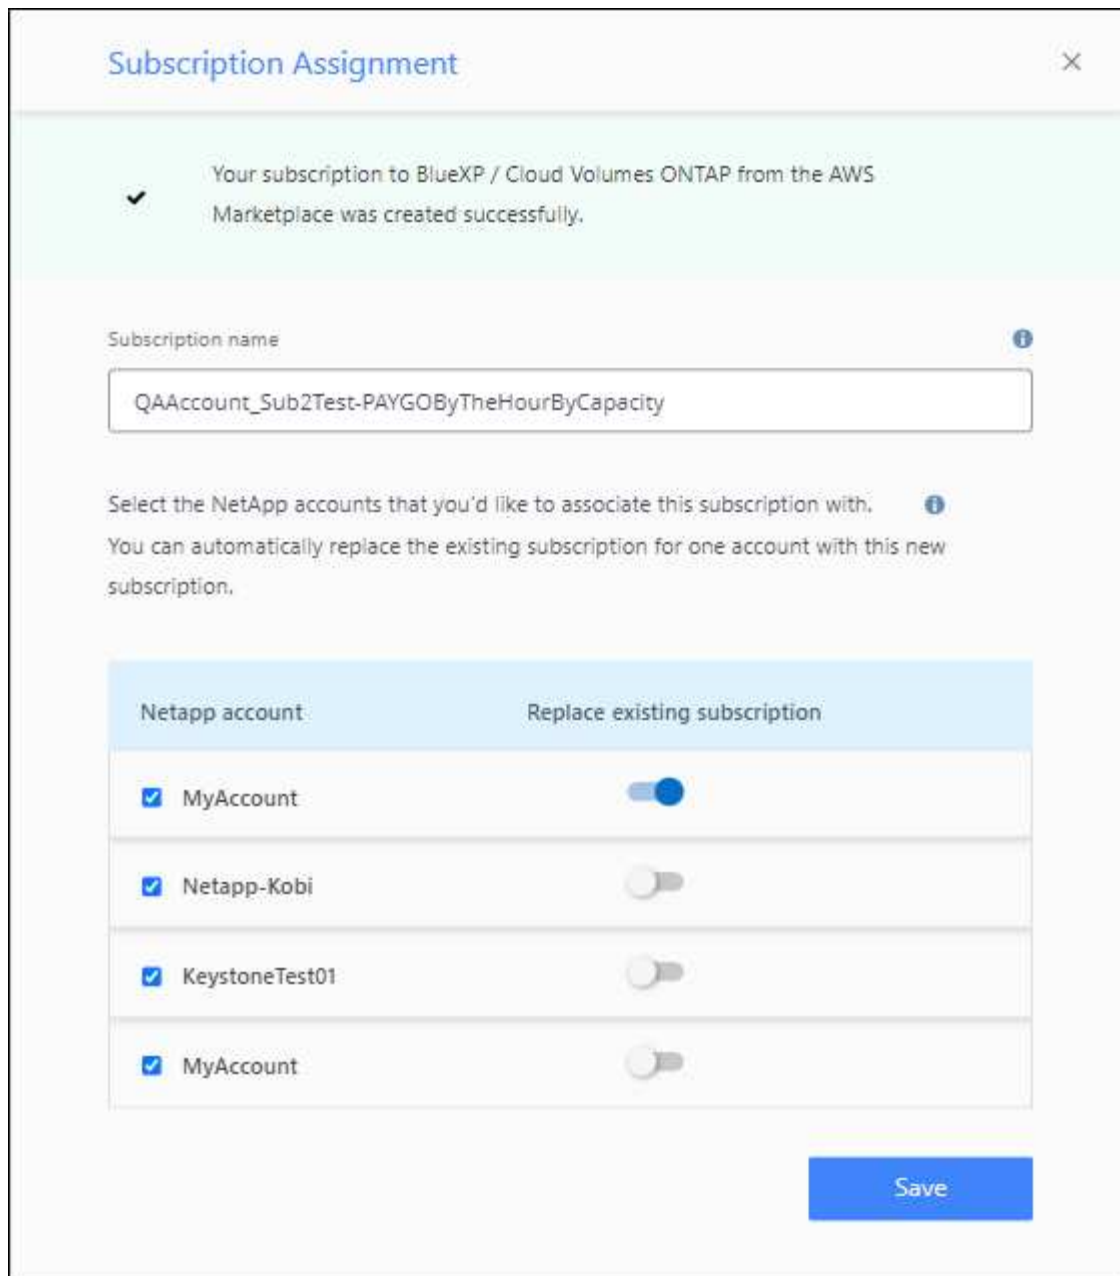 Subscription Assignment
Your subscription to BlueXP / Cloud Volumes ONTAP from the AWS
Marketplace was created successfully.
Subscription name
QAAccount_Sub2Test-PAYGOByTheHourByCapacity
Select the NetApp accounts that you'd like to associate this subscription with.
You can automatically replace the existing subscription for one account with this new
subscription.
Netapp account Replace existing subscription
MyAccount
Netapp-Kobi
KeystoneTest01
MyAccount
Save